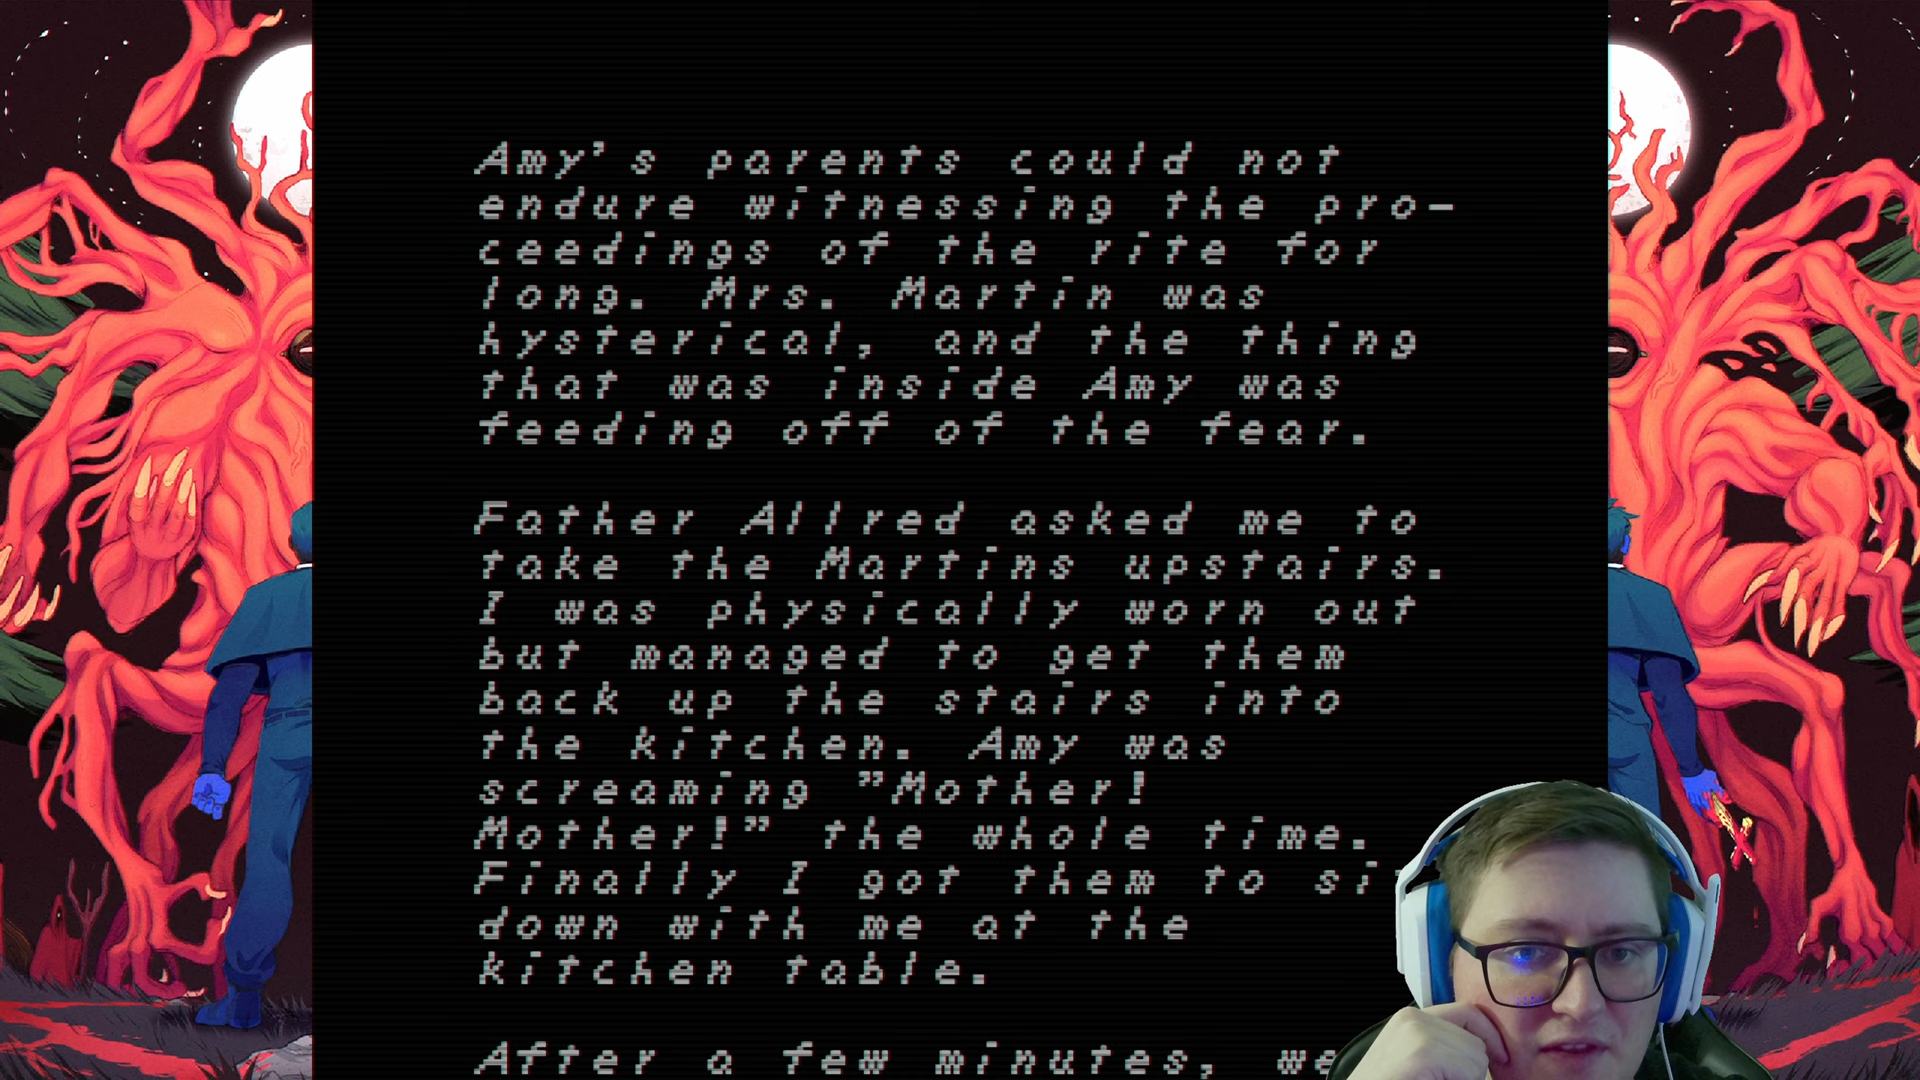 Amy's parents could not
endure witnessing the pro-
ceedings of the rite for
long. Mrs. Martin was
hysterical, and the thing
that was inside Amy was
feeding off of the fear.
Father Allred asked me to
take the Martins upstairs.
I was physically worn out
but managed to get them
back up the stairs into
the kitchen. Amy was
screaming "Mother!
Mother!" the whole time.
Finally I got them to si
down with me at the
kitchen table.
After a few minutes, we